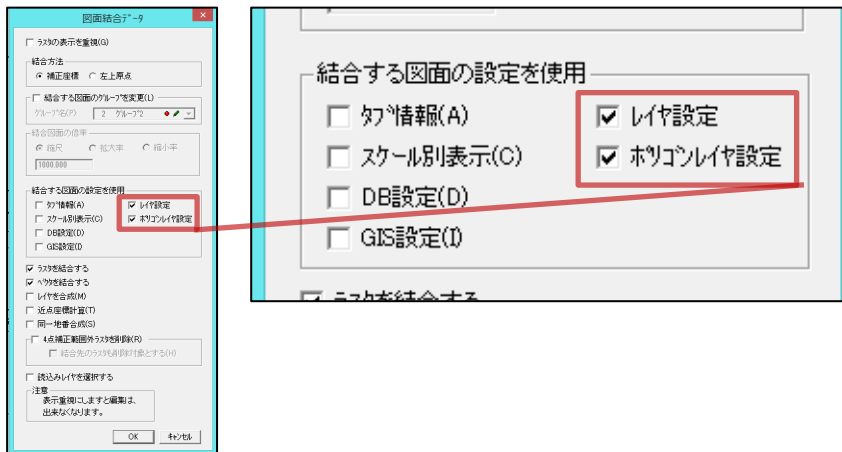 図面結合データ
×
ラスタの表示を重視(G)
結合方法
補正座標 左上原点
結合する図面のグループを変更(L)
グループ名(P) 2 グループ2
結合図面の倍率
縮尺 拡大率 縮小率
1000.000
結合する図面の設定を使用
タブ情報(A) レイヤ設定
スケール別表示(C) ポリゴンレイヤ設定
DB設定(D)
GIS設定(I)
ラスタを結合する
ベクタを結合する
レイヤを合成(M)
近点座標計算(T)
同一地番合成(S)
4点補正範囲外ラスタを削除(R)
結合先のラスタも削除対象とする(H)
読込みレイヤを選択する
注意
表示重視にしますと編集は、
出来なくなります。
OK キャンセル
結合する図面の設定を使用
タブ情報(A) レイヤ設定
スケール別表示(C) ポリゴンレイヤ設定
DB設定(D)
GIS設定(I)
ラスタを結合する